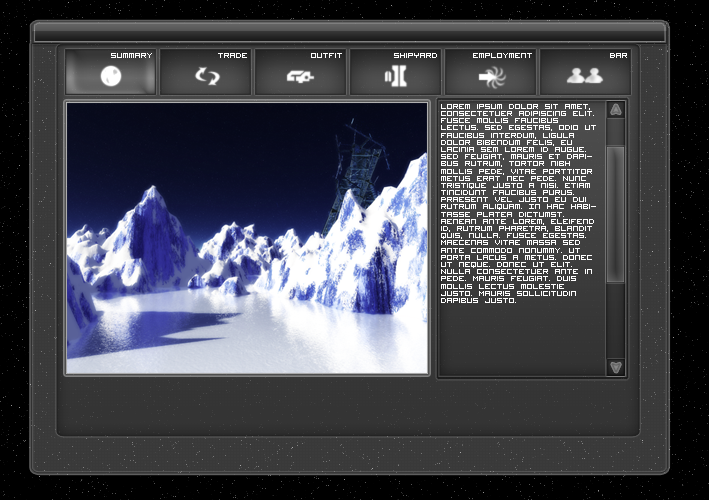 SUMMARY
TRADE
OUTFIT
SHIPYARD
EMPLOYMENT
BAR
LOREM IPSUM DOLOR SIT AMET,
CONSECTETUER ADIPISCING ELIT.
FUSCE MOLLIS FAUCIBUS
LECTUS. SED EGESTAS, ODIO UT
FAUCIBUS INTERDUM, LIGULA
DOLOR BIBENDUM FELIS, EU
LACINIA SEM LOREM ID AUGUE.
SED FEUGIAT, MAURIS ET DAPI-
BUS RUTRUM, TORTOR NIBH
MOLLIS PEDE, VITAE PORTTITOR
METUS ERAT NEC PEDE. NUNC
TRISTIQUE JUSTO A NISI. ETIAM
TINCIDUNT FAUCIBUS PURUS.
PRAESENT VEL JUSTO EU DUI
RUTRUM ALIQUAM. IN HAC HABI-
TASSE PLATEA DICTUMST.
AENEAN ANTE LOREM, ELEIFEND
ID, RUTRUM PHARETRA, BLANDIT
QUIS, NULLA. FUSCE EGESTAS.
MAECENAS VITAE MASSA SED
ANTE COMMODO NONUMMY. UT
PORTA LACUS A METUS. DONEC
UT NEQUE. DONEC UT ELIT.
NULLA CONSECTETUER ANTE IN
PEDE. MAURIS FEUGIAT. DUIS
MOLLIS LECTUS MOLESTIE
JUSTO. MAURIS SOLLICITUDIN
DAPIBUS JUSTO.